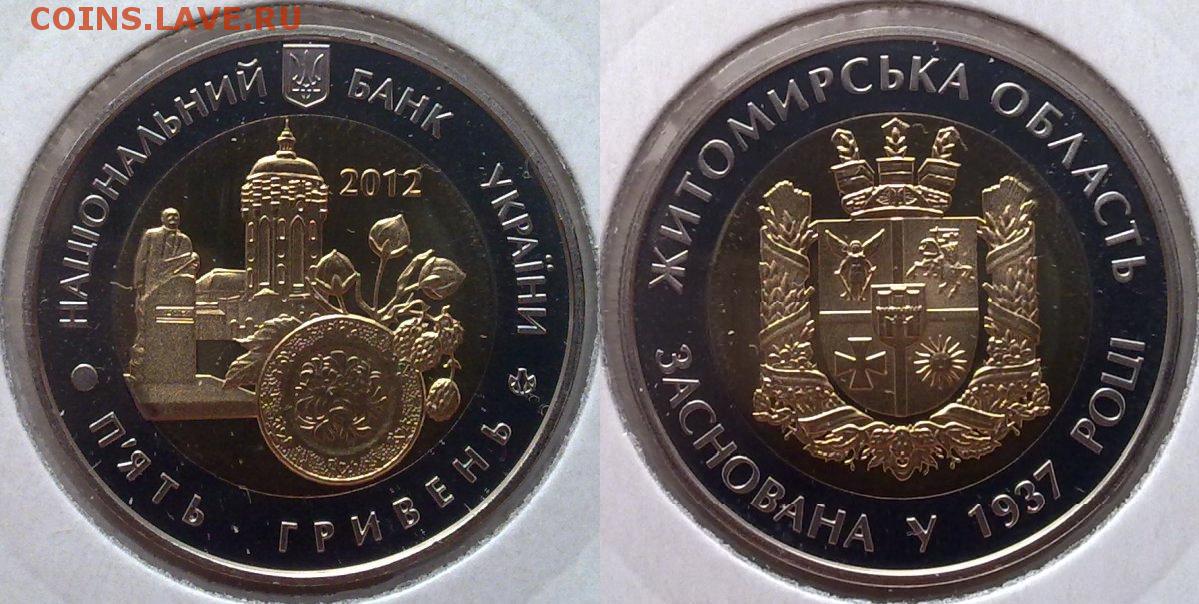 COINS.LAVE.RU
НАЦІОНАЛЬНИЙ БАНК УКРАЇНИ
2012
П'ЯТЬ ГРИВЕНЬ
ЖИТОМИРСЬКА ОБЛАСТЬ
ЗАСНОВАНА У 1937 РОЦІ